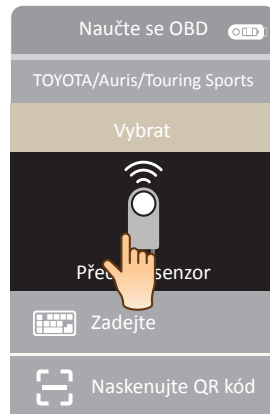 Naučte se OBD
TOYOTA/Auris/Touring Sports
Vybrat
senzor
Zadejte
Naskenujte QR kód